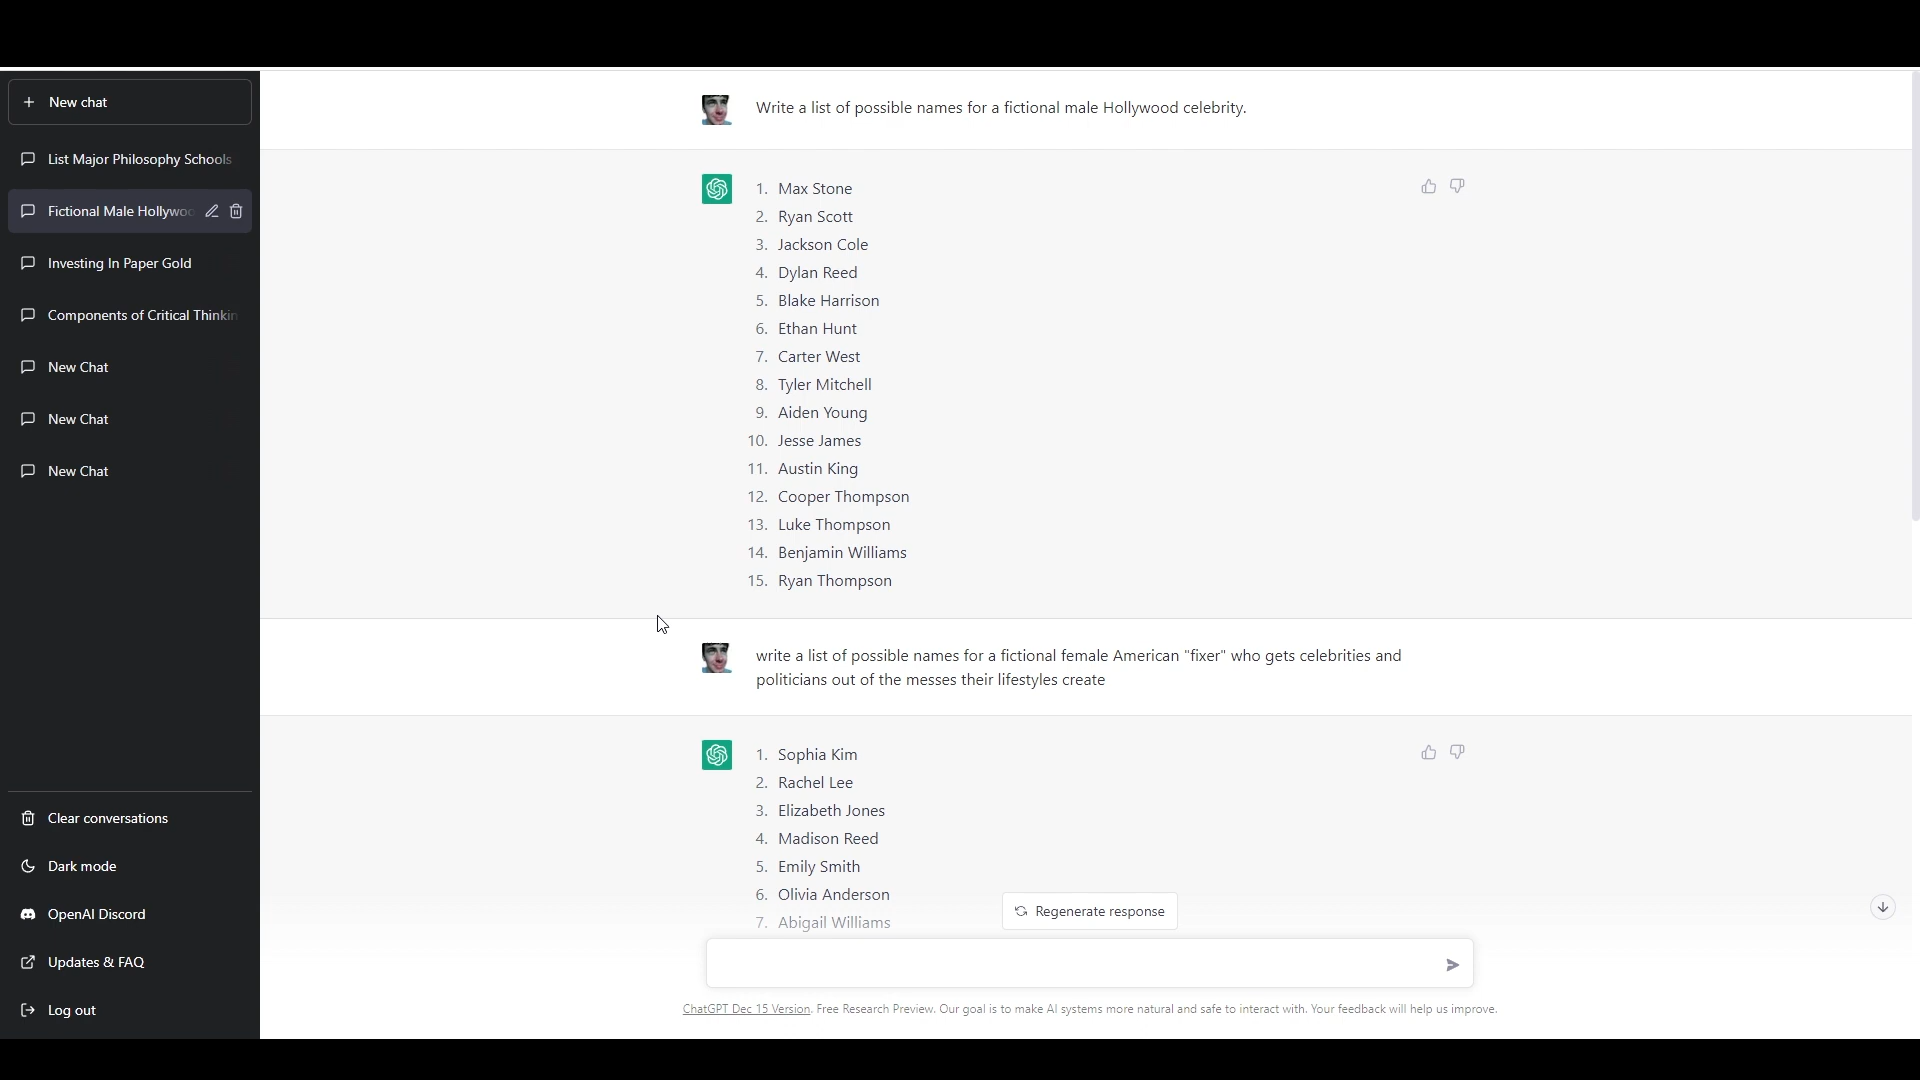 New chat
List Major Philosophy Schools
Fictional Male Hollywoo
Investing In Paper Gold
Components of Critical Thinkin
New Chat
New Chat
New Chat
Clear conversations
Dark mode
OpenAI Discord
Updates & FAQ
Log out
Write a list of possible names for a fictional male Hollywood celebrity.
1. Max Stone
2. Ryan Scott
3. Jackson Cole
4. Dylan Reed
5. Blake Harrison
6. Ethan Hunt
7. Carter West
8. Tyler Mitchell
9. Aiden Young
10. Jesse James
11. Austin King
12. Cooper Thompson
13. Luke Thompson
14. Benjamin Williams
15. Ryan Thompson
write a list of possible names for a fictional female American "fixer" who gets celebrities and
politicians out of the messes their lifestyles create
1. Sophia Kim
2. Rachel Lee
3. Elizabeth Jones
4. Madison Reed
5. Emily Smith
6. Olivia Anderson
7. Abigail Williams
Regenerate response
ChatGPT Dec 15 Version. Free Research Preview. Our goal is to make AI systems more natural and safe to interact with. Your feedback will help us improve.